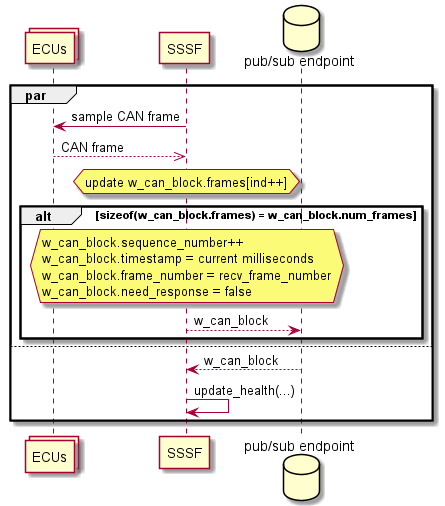 ECUs
SSSF
pub/sub endpoint
par
sample CAN frame
CAN frame
update w_can_block.frames[ind++]
alt
[sizeof(w_can_block.frames) = w_can_block.num_frames]
w_can_block.sequence_number++
w_can_block.timestamp = current milliseconds
w_can_block.frame_number = recv_frame_number
w_can_block.need_response = false
w_can_block
w_can_block
update_health(...)
ECUs
SSSF
pub/sub endpoint